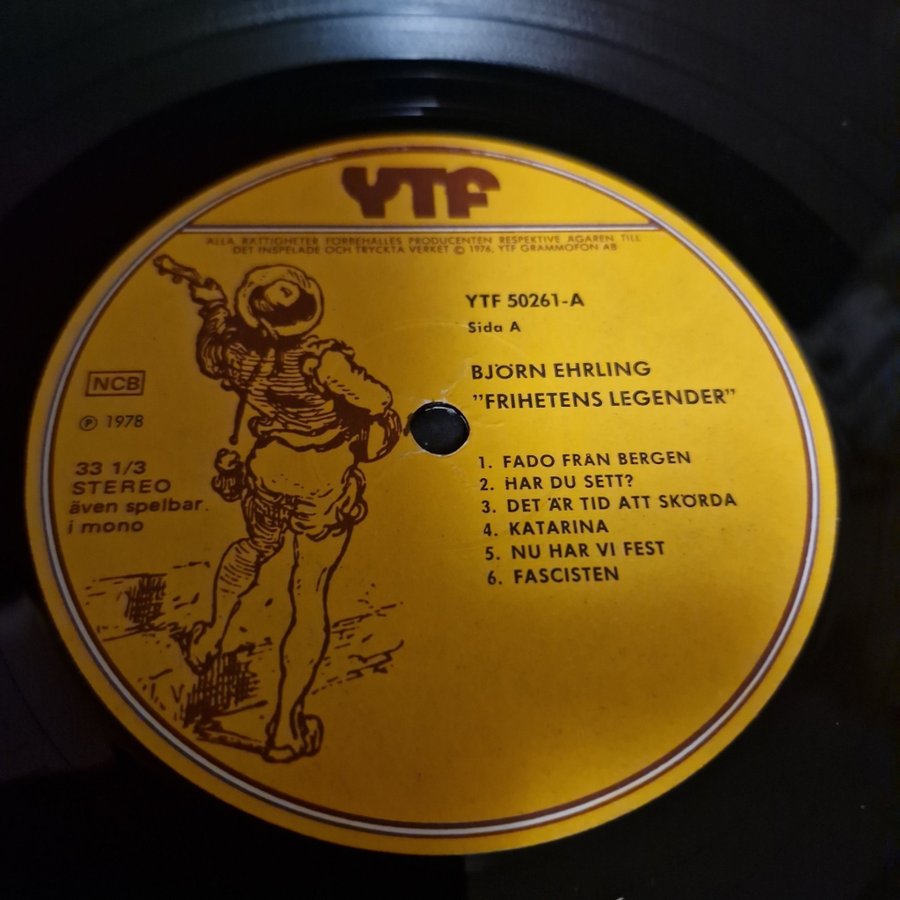 YTF
ALLA RÄTTIGHETER FÖRBEHÅLLES PRODUCENTEN RESPEKTIVE ÄGAREN TILL
DET INSPELADE OCH TRYCKTA VERKET © 1976, YTF GRAMMOFON AB
YTF 50261-A
Sida A
BJÖRN EHRLING
”FRIHETENS LEGENDER”
NCB
℗ 1978
33 1/3
STEREO
även spelbar
i mono
1. FADO FRÅN BERGEN
2. HAR DU SETT?
3. DET ÄR TID ATT SKÖRDA
4. KATARINA
5. NU HAR VI FEST
6. FASCISTEN